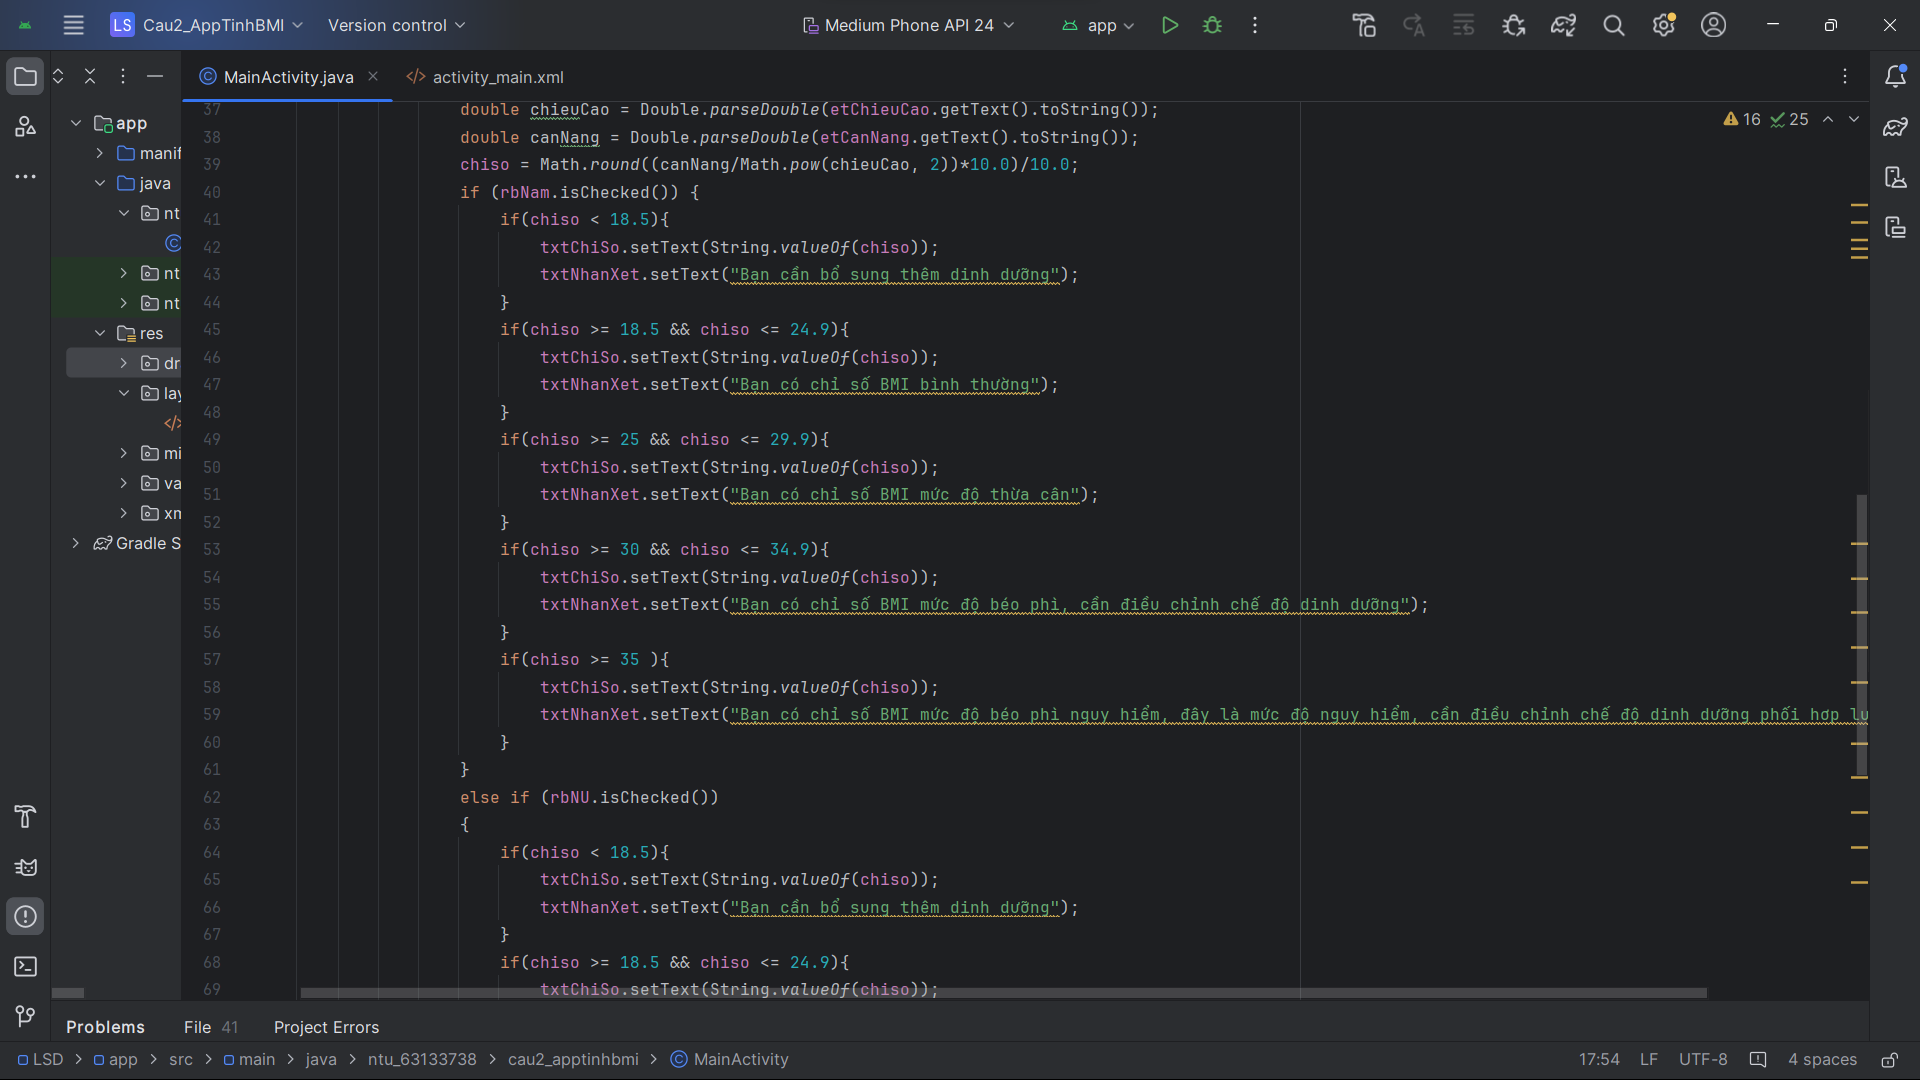 LS Cau2_AppTinhBMI Version control Medium Phone API 24 app
MainActivity.java activity_main.xml
16 25
app
manif
java
nt
nt
nt
res
dr
lay
mi
va
xm
Gradle S
37 double chieuCao = Double.parseDouble(etChieuCao.getText().toString());
38 double canNang = Double.parseDouble(etCanNang.getText().toString());
39 chiso = Math.round((canNang/Math.pow(chieuCao, 2))*10.0)/10.0;
40 if (rbNam.isChecked()) {
41 if(chiso < 18.5){
42 txtChiSo.setText(String.valueOf(chiso));
43 txtNhanXet.setText("Bạn cần bổ sung thêm dinh dưỡng");
44 }
45 if(chiso >= 18.5 && chiso <= 24.9){
46 txtChiSo.setText(String.valueOf(chiso));
47 txtNhanXet.setText("Bạn có chỉ số BMI bình thường");
48 }
49 if(chiso >= 25 && chiso <= 29.9){
50 txtChiSo.setText(String.valueOf(chiso));
51 txtNhanXet.setText("Bạn có chỉ số BMI mức độ thừa cân");
52 }
53 if(chiso >= 30 && chiso <= 34.9){
54 txtChiSo.setText(String.valueOf(chiso));
55 txtNhanXet.setText("Bạn có chỉ số BMI mức độ béo phì, cần điều chỉnh chế độ dinh dưỡng");
56 }
57 if(chiso >= 35 ){
58 txtChiSo.setText(String.valueOf(chiso));
59 txtNhanXet.setText("Bạn có chỉ số BMI mức độ béo phì nguy hiểm, đây là mức độ nguy hiểm, cần điều chỉnh chế độ dinh dưỡng phối hơp lu
60 }
61 }
62 else if (rbNU.isChecked())
63 {
64 if(chiso < 18.5){
65 txtChiSo.setText(String.valueOf(chiso));
66 txtNhanXet.setText("Bạn cần bổ sung thêm dinh dưỡng");
67 }
68 if(chiso >= 18.5 && chiso <= 24.9){
69 txtChiSo.setText(String.valueOf(chiso));
Problems File 41 Project Errors
LSD > app > src > main > java > ntu_63133738 > cau2_apptinhbmi > MainActivity 17:54 LF UTF-8 4 spaces